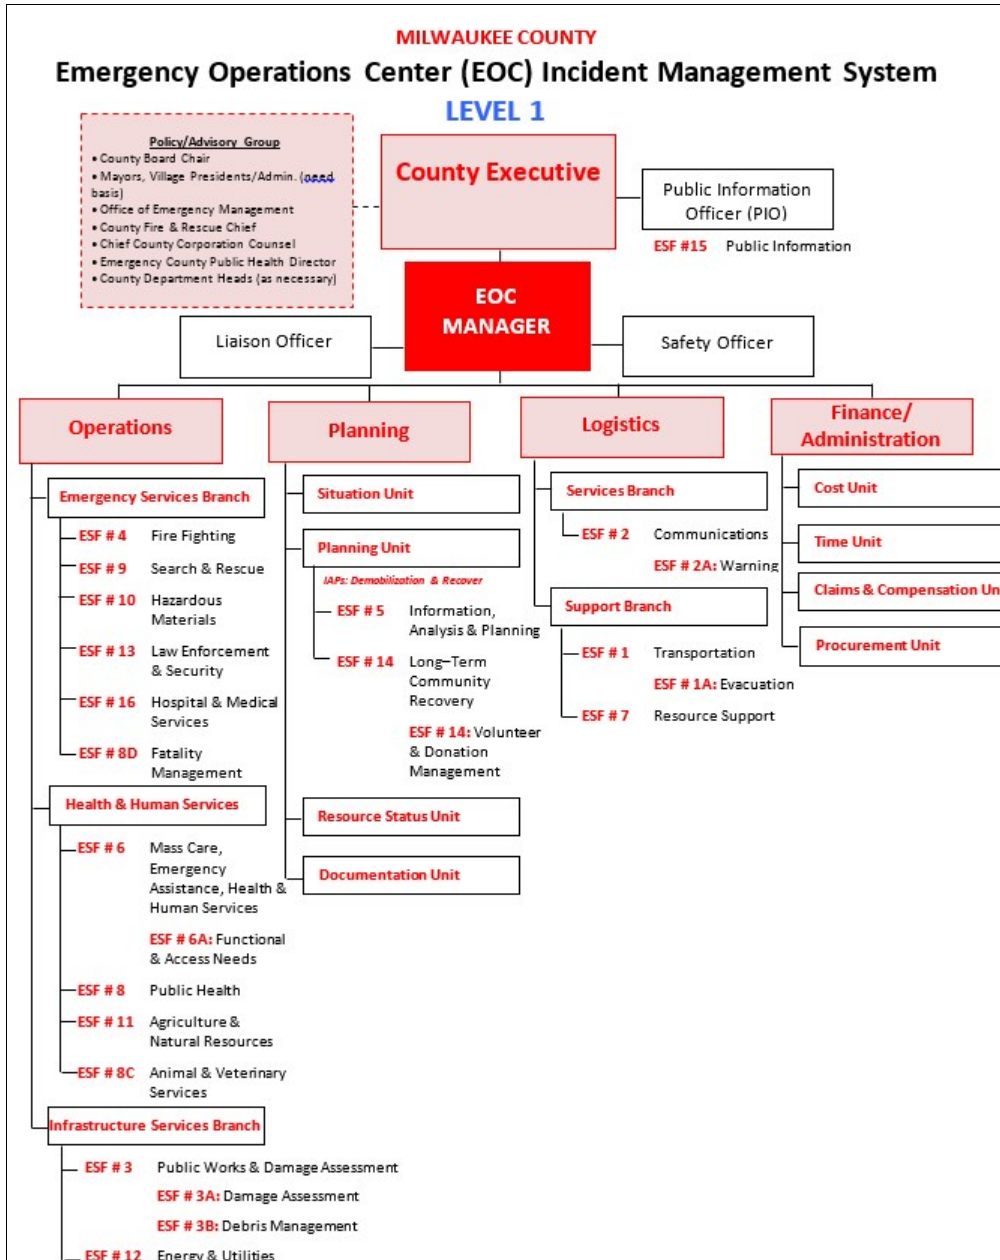 MILWAUKEE COUNTY
Emergency Operations Center (EOC) Incident Management System
LEVEL 1
Policy/Advisory Group
• County Board Chair
• Mayors, Village Presidents/Admin. (need
basis)
• Office of Emergency Management
• County Fire & Rescue Chief
• Chief County Corporation Counsel
• Emergency County Public Health Director
• County Department Heads (as necessary)
County Executive
Public Information
Officer (PIO)
ESF #15 Public Information
EOC
MANAGER
Liaison Officer
Safety Officer
Operations
Emergency Services Branch
ESF # 4 Fire Fighting
ESF # 9 Search & Rescue
ESF # 10 Hazardous
Materials
ESF # 13 Law Enforcement
& Security
ESF # 16 Hospital & Medical
Services
ESF # 8D Fatality
Management
Health & Human Services
ESF # 6 Mass Care,
Emergency
Assistance, Health &
Human Services
ESF # 6A: Functional
& Access Needs
ESF # 8 Public Health
ESF # 11 Agriculture &
Natural Resources
ESF # 8C Animal & Veterinary
Services
Infrastructure Services Branch
ESF # 3 Public Works & Damage Assessment
ESF # 3A: Damage Assessment
ESF # 3B: Debris Management
ESF # 12 Energy & Utilities
Planning
Situation Unit
Planning Unit
IAPs: Demobilization & Recover
ESF # 5 Information,
Analysis & Planning
ESF # 14 Long–Term
Community
Recovery
ESF # 14: Volunteer
& Donation
Management
Resource Status Unit
Documentation Unit
Logistics
Services Branch
ESF # 2 Communications
ESF # 2A: Warning
Support Branch
ESF # 1 Transportation
ESF # 1A: Evacuation
ESF # 7 Resource Support
Finance/
Administration
Cost Unit
Time Unit
Claims & Compensation Un
Procurement Unit